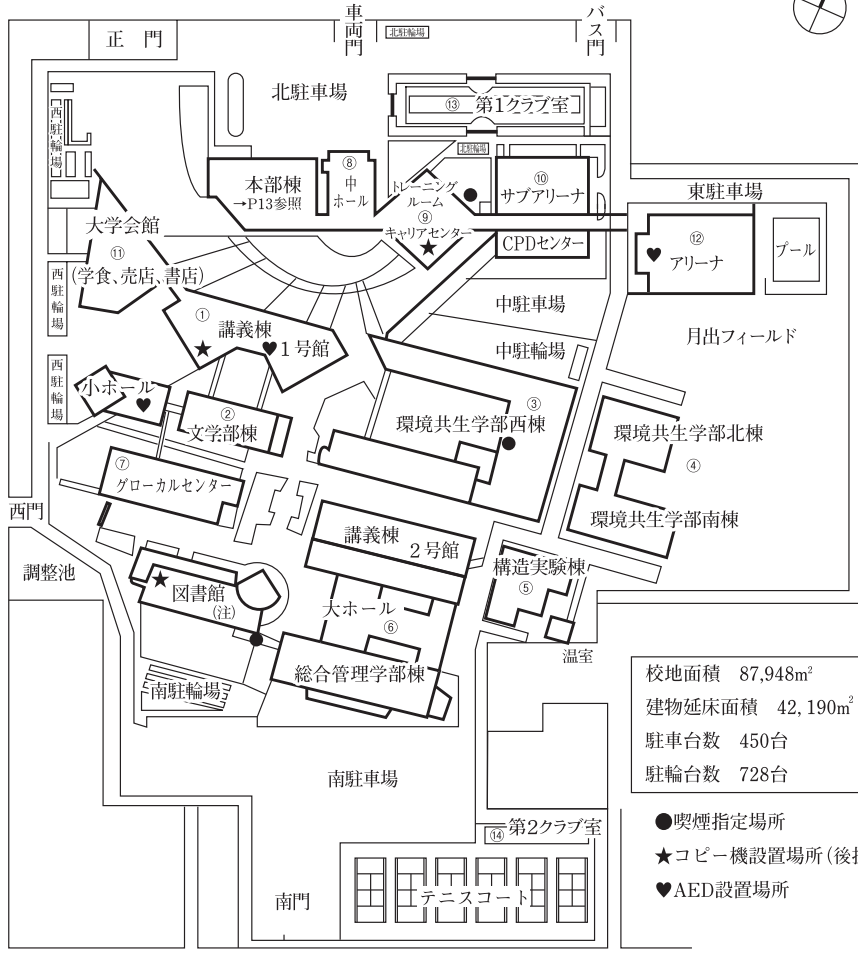 正 門
車両門
北駐輪場
バス門
北駐車場
⑬ 第1クラブ室
西駐輪場
北駐輪場
本部棟
→P13参照
⑧
中
ホール
トレーニング
ルーム
⑨
キャリアセンター
★
●
⑩
サブアリーナ
CPDセンター
東駐車場
⑫
♥
アリーナ
プール
大学会館
⑪
(学食、売店、書店)
西駐輪場
中駐車場
月出フィールド
①
講義棟
★ ♥ 1号館
中駐輪場
西駐輪場
小ホール
♥
②
文学部棟
③
環境共生学部西棟
●
環境共生学部北棟
④
⑦
グローカルセンター
環境共生学部南棟
西門
講義棟
2号館
調整池
構造実験棟
⑤
★
図書館
(注)
●
大ホール
⑥
温室
総合管理学部棟
南駐輪場
校地面積 87,948m²
建物延床面積 42,190m²
駐車台数 450台
駐輪台数 728台
南駐車場
⑭ 第2クラブ室
●喫煙指定場所
★コピー機設置場所(後
♥AED設置場所
南門
テニスコート